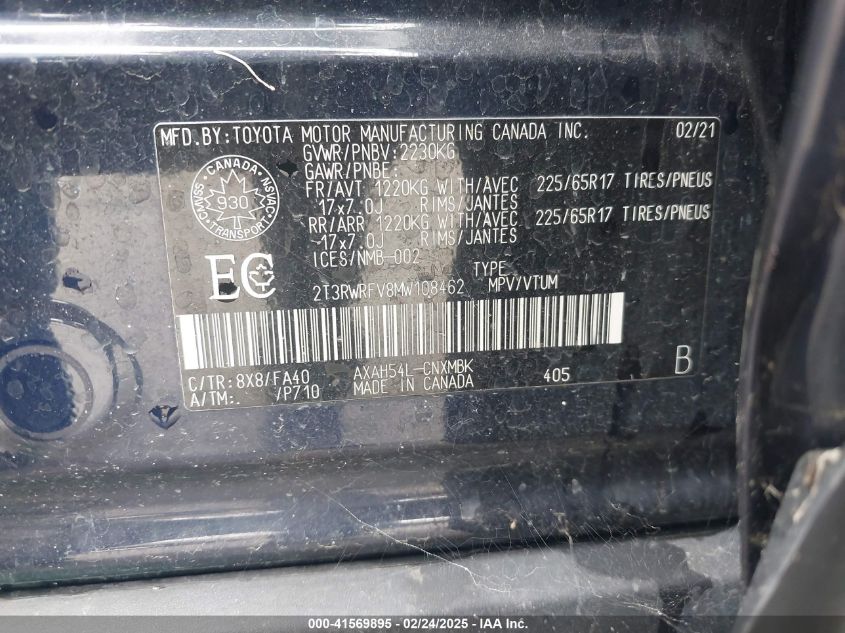 MFD.BY:TOYOTA MOTOR MANUFACTURING CANADA INC. 02/21
GVWR/PNBV:2230KG
GAWR/PNBE:
FR/AVT 1220KG WITH/AVEC 225/65R17 TIRES/PNEUS
17x7.0J RIMS/JANTES
RR/ARR 1220KG WITH/AVEC 225/65R17 TIRES/PNEUS
17x7.0J RIMS/JANTES
ICES/NMB-002 TYPE
2T3RWRFV8MW108462 MPV/VTUM
CANADA
CMVSS NSVAC
930
TRANSPORT
EC
C/TR:8X8/FA40 AXAH54L-CNXMBK
A/TM: /P710 MADE IN CANADA 405 B
000-41569895 - 02/24/2025 - IAA Inc.